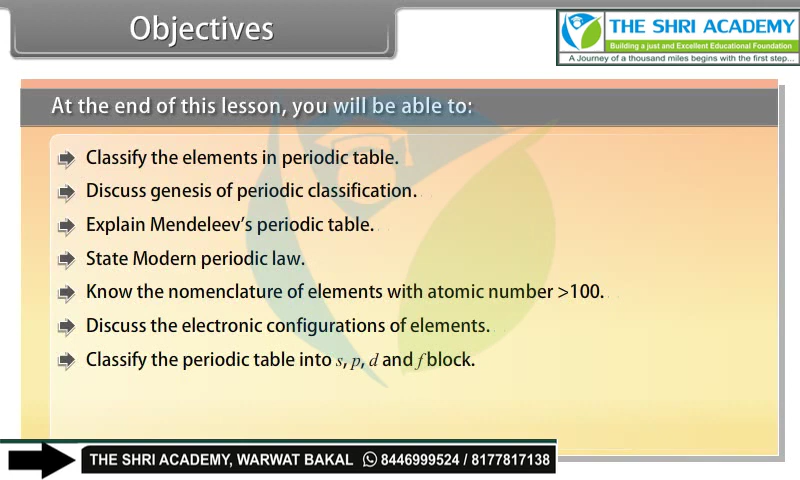 Objectives
THE SHRI ACADEMY
Building a just and Excellent Educational Foundation
A Journey of a thousand miles begins with the first step...
At the end of this lesson, you will be able to:
Classify the elements in periodic table.
Discuss genesis of periodic classification.
Explain Mendeleev's periodic table.
State Modern periodic law.
Know the nomenclature of elements with atomic number >100.
Discuss the electronic configurations of elements.
Classify the periodic table into s, p, d and f block.
THE SHRI ACADEMY, WARWAT BAKAL 8446999524 / 8177817138